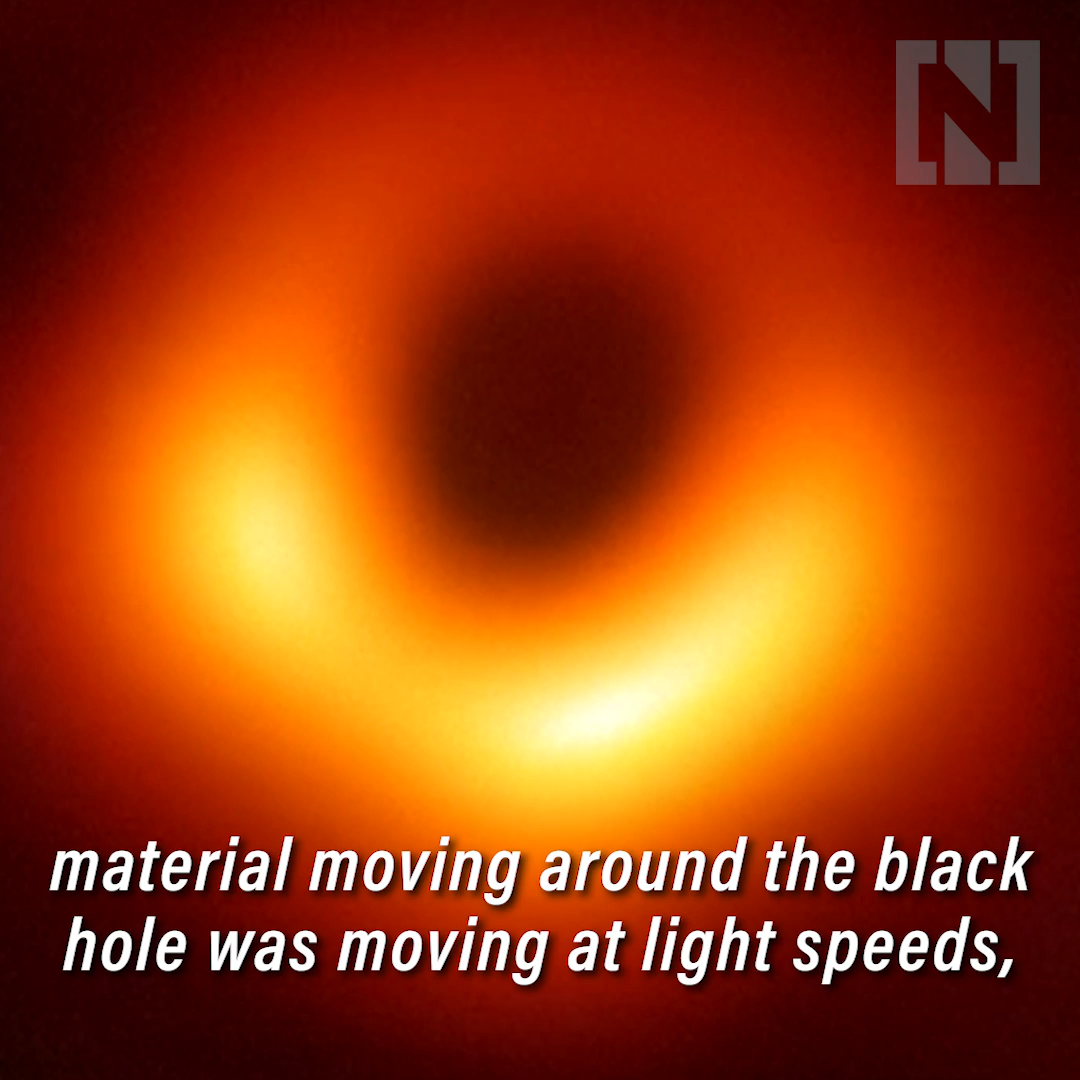 [N]
material moving around the black
hole was moving at light speeds,